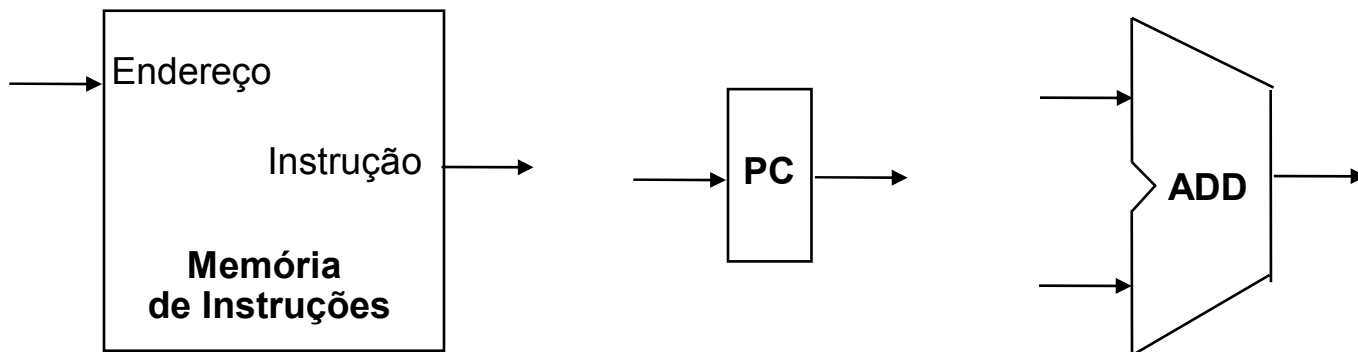 Endereço
Instrução
Memória
de Instruções
PC
ADD